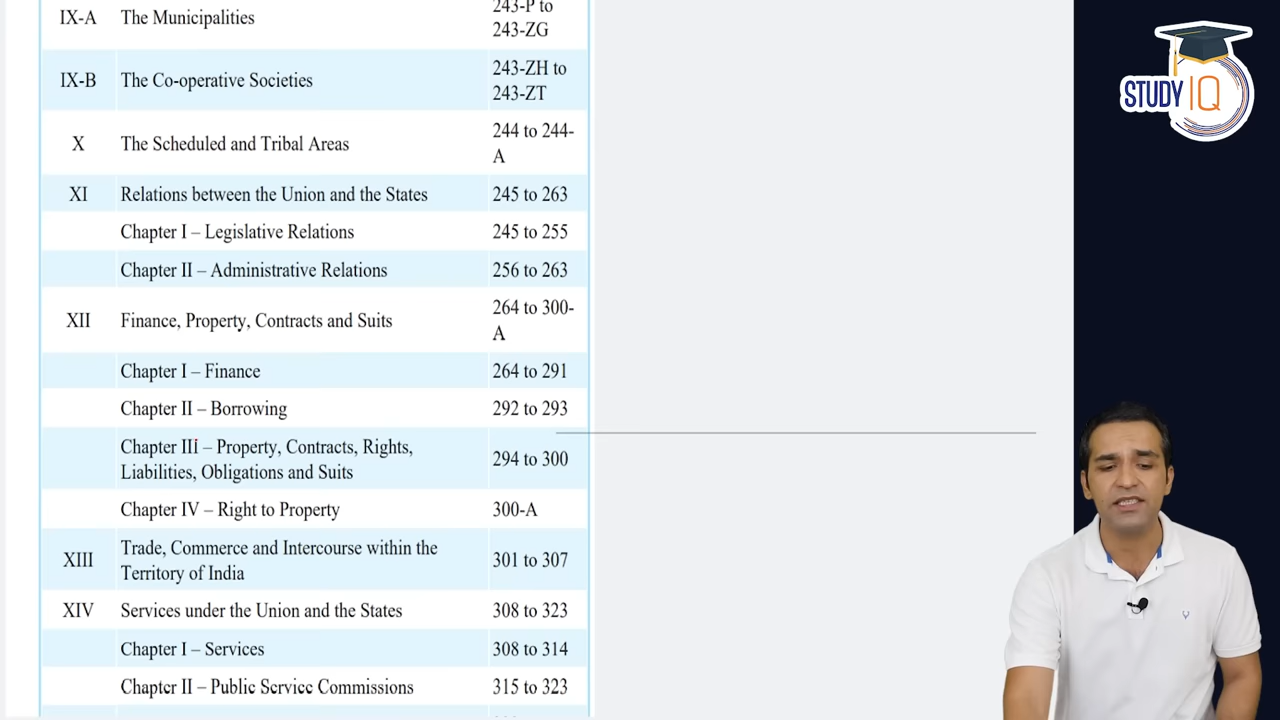 IX-A The Municipalities 243-P to
243-ZG
IX-B The Co-operative Societies 243-ZH to
243-ZT
X The Scheduled and Tribal Areas 244 to 244-
A
XI Relations between the Union and the States 245 to 263
Chapter I – Legislative Relations 245 to 255
Chapter II – Administrative Relations 256 to 263
XII Finance, Property, Contracts and Suits 264 to 300-
A
Chapter I – Finance 264 to 291
Chapter II – Borrowing 292 to 293
Chapter III – Property, Contracts, Rights,
Liabilities, Obligations and Suits 294 to 300
Chapter IV – Right to Property 300-A
XIII Trade, Commerce and Intercourse within the
Territory of India 301 to 307
XIV Services under the Union and the States 308 to 323
Chapter I – Services 308 to 314
Chapter II – Public Service Commissions 315 to 323
STUDY IQ